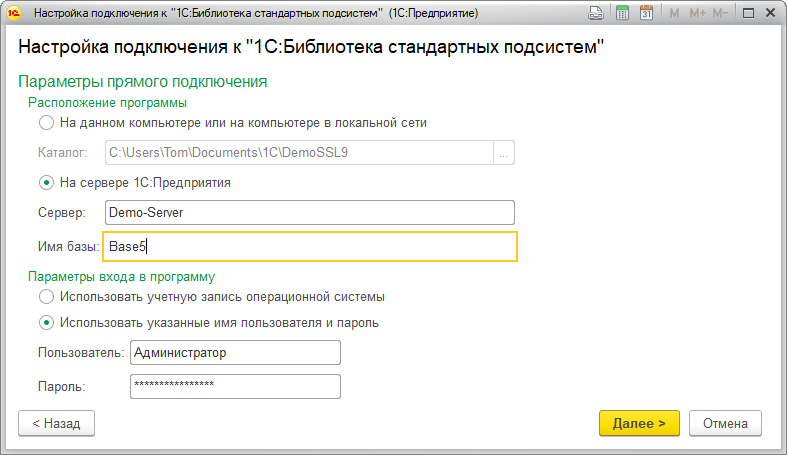 Настройка подключения к "1С:Библиотека стандартных подсистем" (1С:Предприятие)
M M+ M−
Настройка подключения к "1С:Библиотека стандартных подсистем"
Параметры прямого подключения
Расположение программы
На данном компьютере или на компьютере в локальной сети
Каталог: C:\Users\Tom\Documents\1C\DemoSSL9 ...
На сервере 1С:Предприятия
Сервер: Demo-Server
Имя базы: Base5
Параметры входа в программу
Использовать учетную запись операционной системы
Использовать указанные имя пользователя и пароль
Пользователь: Администратор
Пароль: ****************
< Назад Далее > Отмена